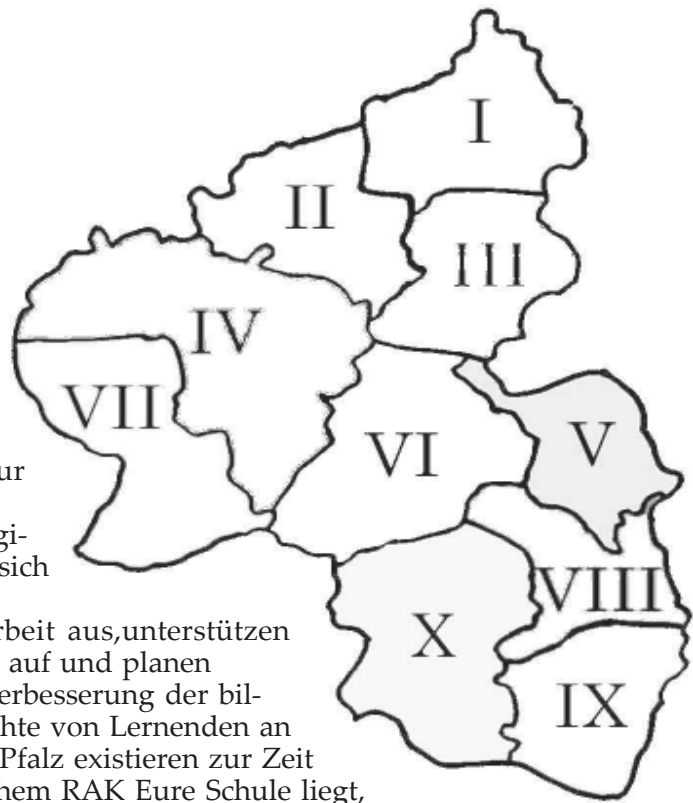 I
II
III
IV
VII
V
VI
ur
gi-
sich
VIII
rbeit aus,unterstützen
X
auf und planen
erbesserung der bil-
IX
hte von Lernenden an
Pfalz existieren zur Zeit
hem RAK Eure Schule liegt,